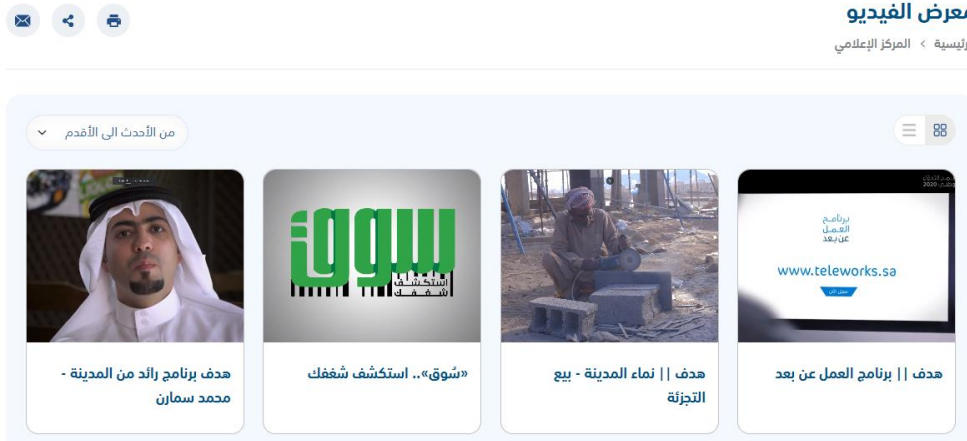 معرض الفيديو
المركز الإعلامي
من الأحدث الى الأقدم
برنامج
العمل
عن بعد
www.teleworks.sa
سجل الآن
هدف || برنامج العمل عن بعد
هدف || نماء المدينة - بيع
التجزئة
سوق
استكشف
شغفك
«سُوق».. استكشف شغفك
هدف برنامج رائد من المدينة -
محمد سمارن